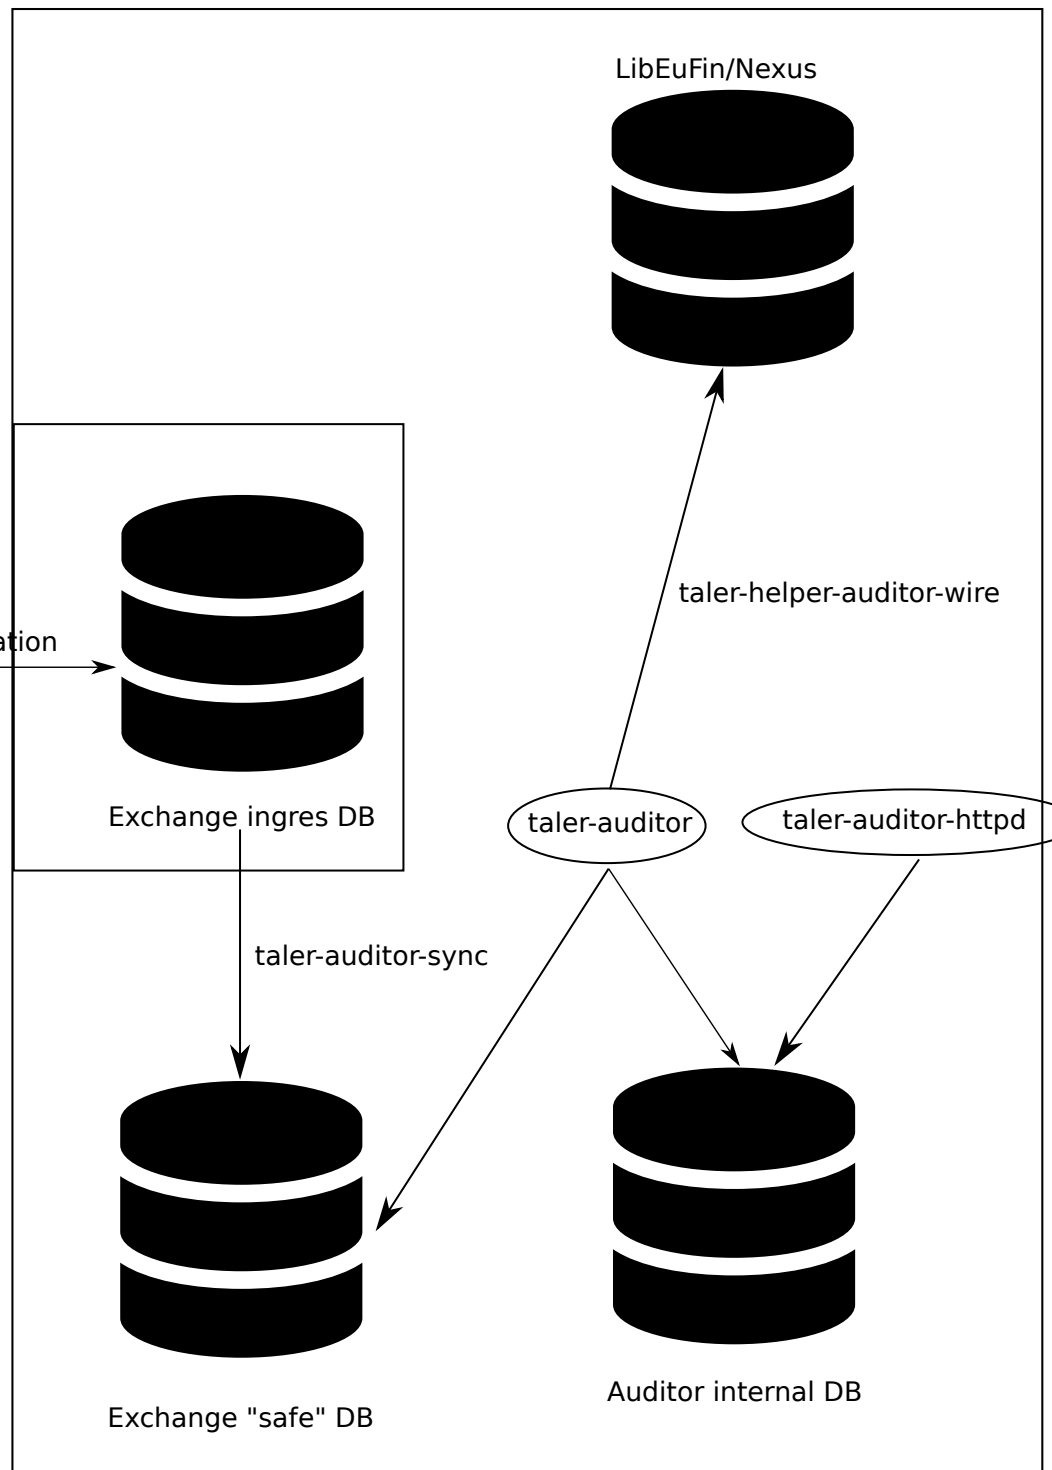 LibEuFin/Nexus
taler-helper-auditor-wire
Exchange ingres DB
taler-auditor
taler-auditor-httpd
taler-auditor-sync
Auditor internal DB
Exchange "safe" DB